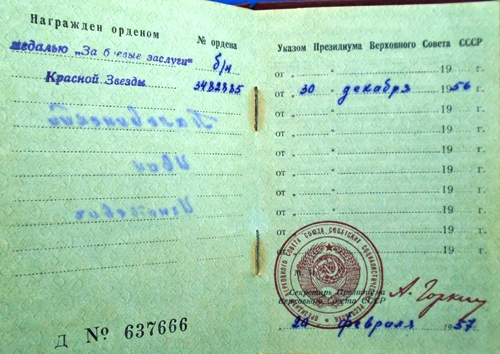 Награжден орденом
№ ордена
медалью „За боевые заслуги" б/н
Красной Звезды 3482885
Д № 637666
Указом Президиума Верховного Совета СССР
от „ " 19 г.
от „ 30 " декабря 1956 г.
от „ " 19 г.
от „ " 19 г.
от „ " 19 г.
от „ " 19 г.
от „ " 19 г.
от „ " 19 г.
от „ " 19 г.
от „ " 19 г.
М. П.
Секретарь Президиума
Верховного Совета СССР
А. Горкин
„ 20 " февраля 1957